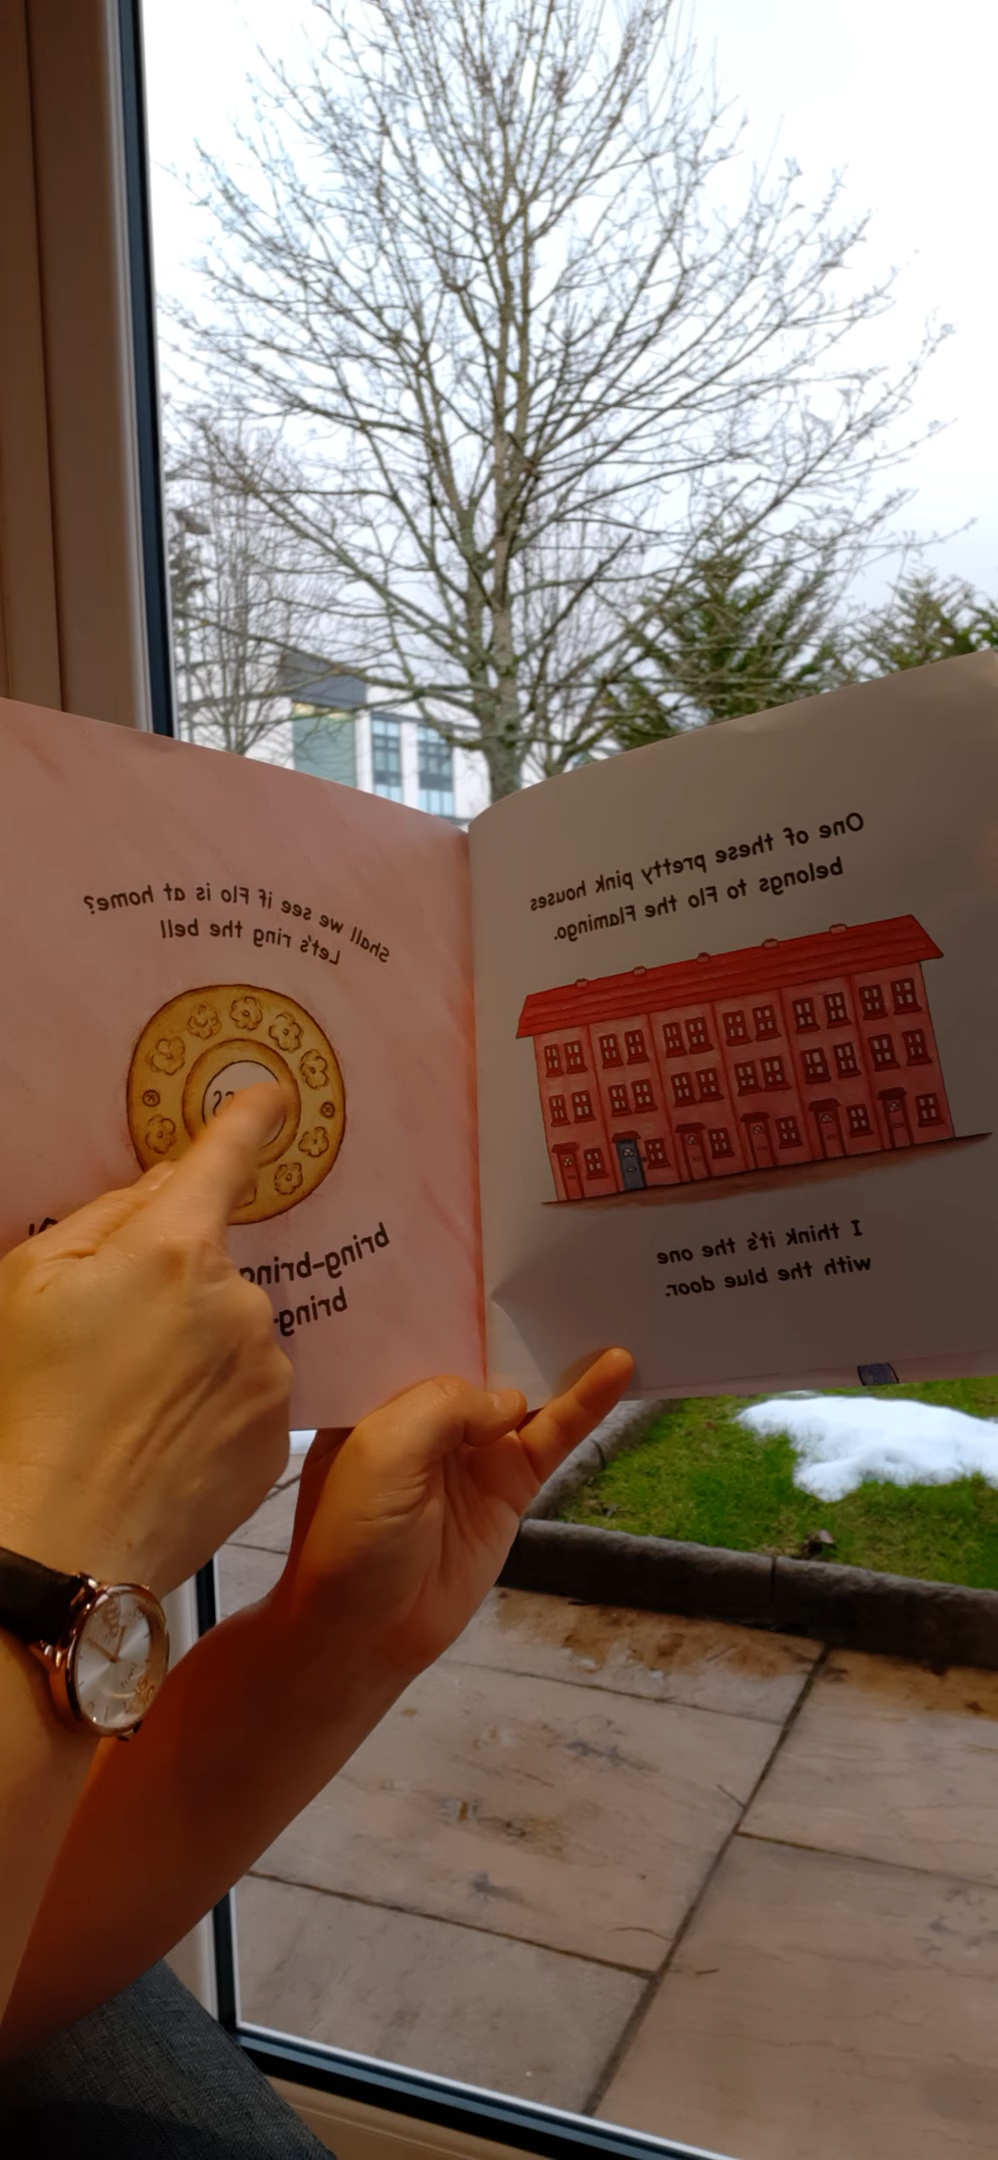 One of these pretty pink houses
belongs to Flo the Flamingo.
I think it's the one
with the blue door.
Shall we see if Flo is at home?
Let's ring the bell
bring-bring
bring-